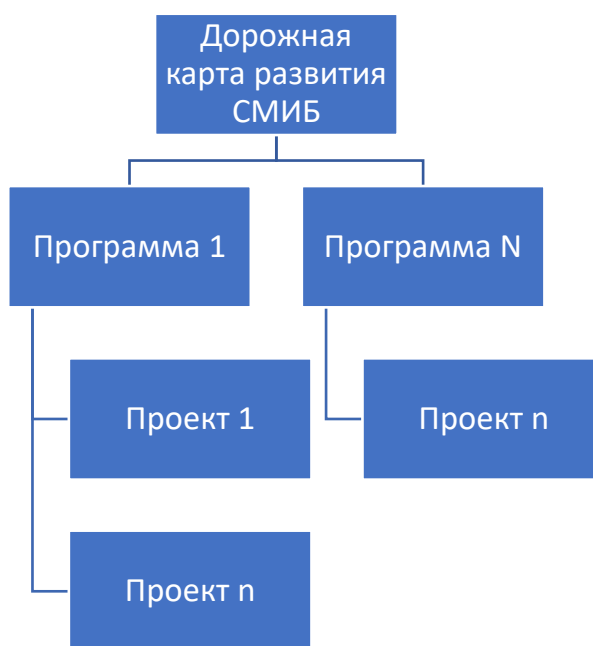 Дорожная
карта развития
СМИБ
Программа 1
Программа N
Проект 1
Проект n
Проект n